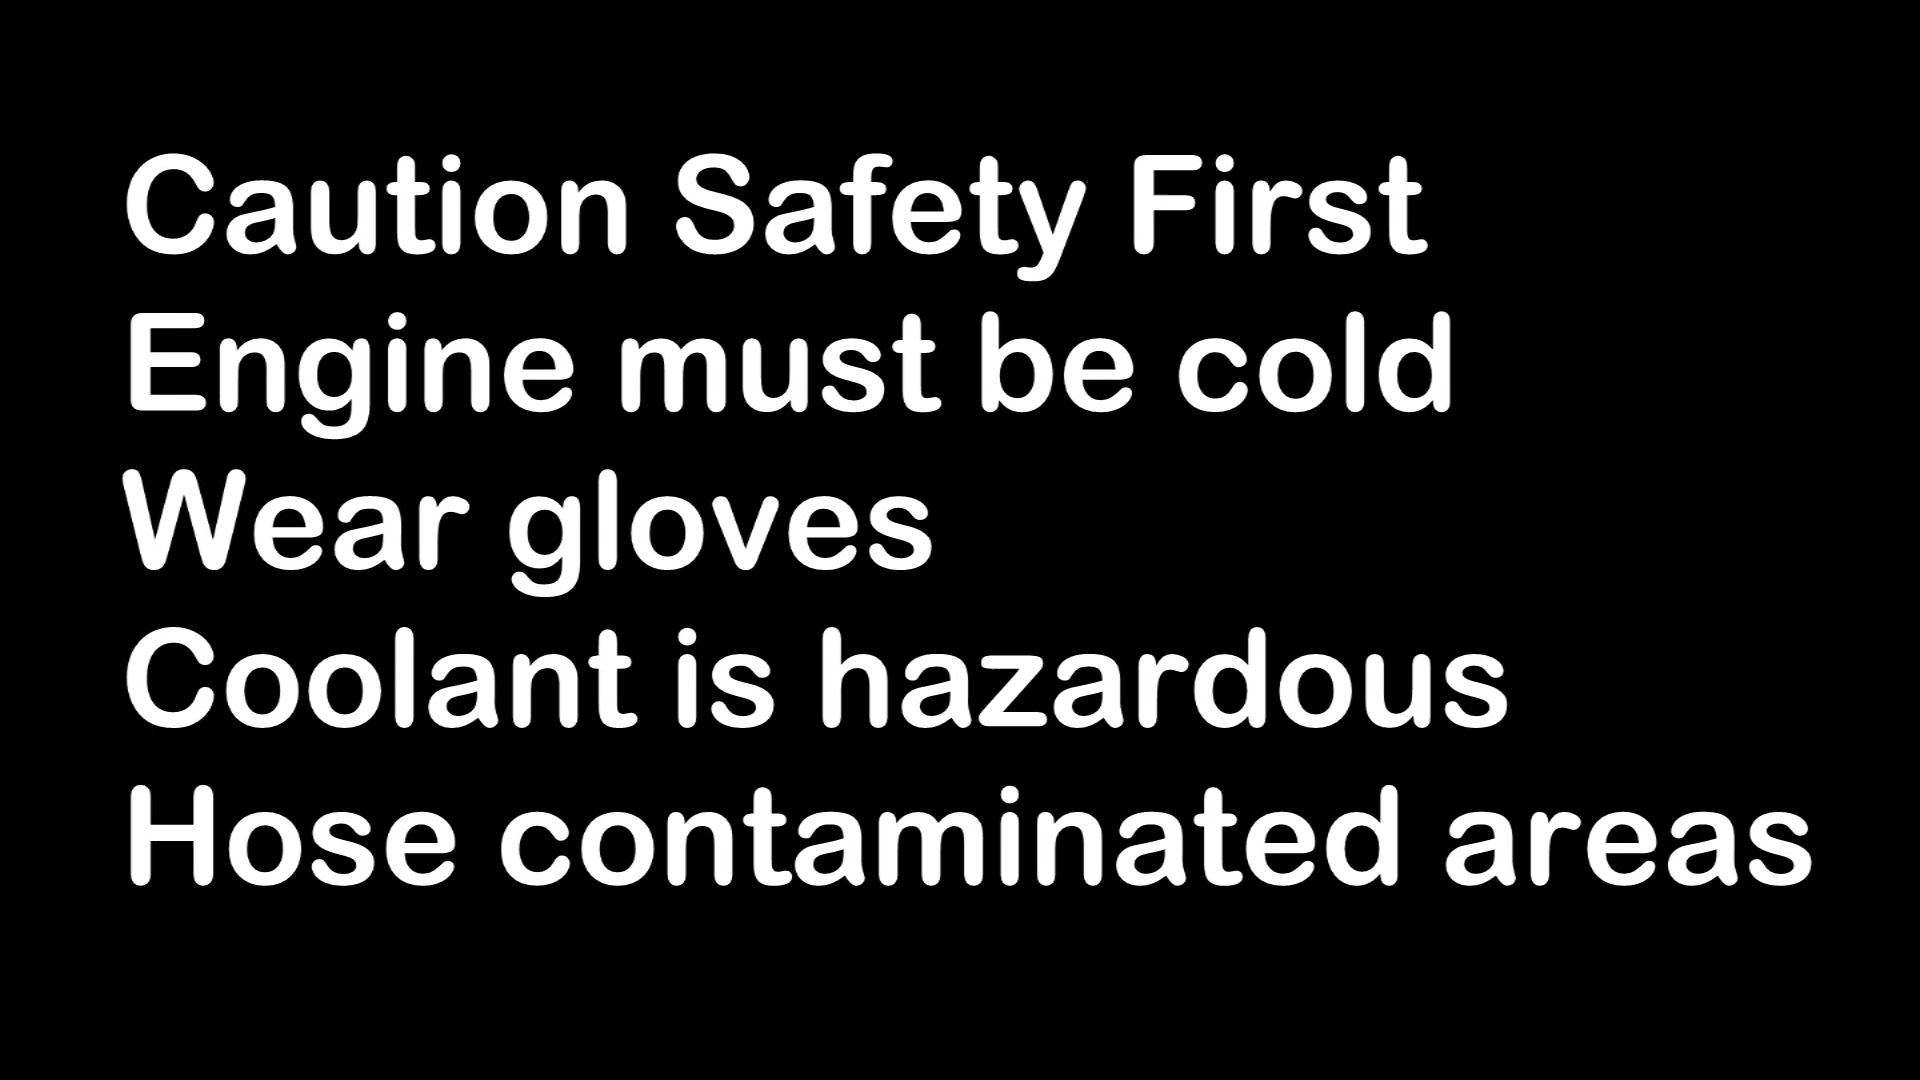 Caution Safety First
Engine must be cold
Wear gloves
Coolant is hazardous
Hose contaminated areas